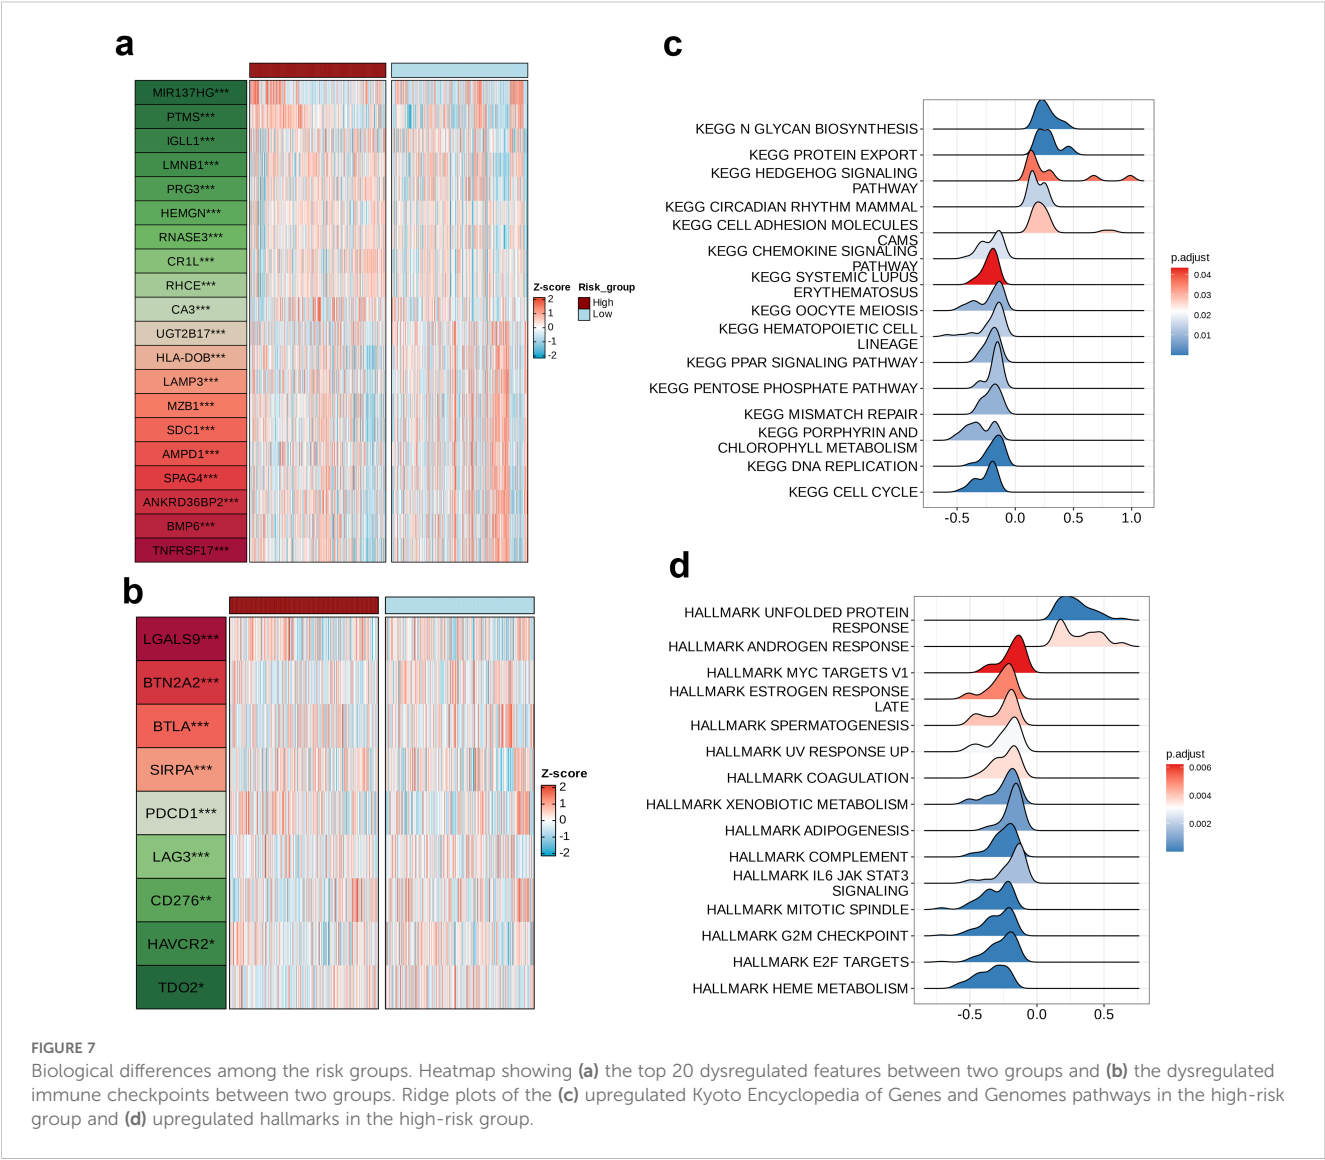 a
MIR137HG***
PTMS***
IGLL1***
LMNB1***
PRG3***
HEMGN***
RNASE3***
CR1L***
RHCE***
CA3***
UGT2B17***
HLA-DOB***
LAMP3***
MZB1***
SDC1***
AMPD1***
SPAG4***
ANKRD36BP2***
BMP6***
TNFRSF17***
Z-score
2
1
0
-1
-2
Risk_group
High
Low
b
LGALS9***
BTN2A2***
BTLA***
SIRPA***
PDCD1***
LAG3***
CD276**
HAVCR2*
TDO2*
Z-score
2
1
0
-1
-2
c
KEGG N GLYCAN BIOSYNTHESIS
KEGG PROTEIN EXPORT
KEGG HEDGEHOG SIGNALING
PATHWAY
KEGG CIRCADIAN RHYTHM MAMMAL
KEGG CELL ADHESION MOLECULES
CAMS
KEGG CHEMOKINE SIGNALING
PATHWAY
KEGG SYSTEMIC LUPUS
ERYTHEMATOSUS
KEGG OOCYTE MEIOSIS
KEGG HEMATOPOIETIC CELL
LINEAGE
KEGG PPAR SIGNALING PATHWAY
KEGG PENTOSE PHOSPHATE PATHWAY
KEGG MISMATCH REPAIR
KEGG PORPHYRIN AND
CHLOROPHYLL METABOLISM
KEGG DNA REPLICATION
KEGG CELL CYCLE
-0.5 0.0 0.5 1.0
p.adjust
0.04
0.03
0.02
0.01
d
HALLMARK UNFOLDED PROTEIN
RESPONSE
HALLMARK ANDROGEN RESPONSE
HALLMARK MYC TARGETS V1
HALLMARK ESTROGEN RESPONSE
LATE
HALLMARK SPERMATOGENESIS
HALLMARK UV RESPONSE UP
HALLMARK COAGULATION
HALLMARK XENOBIOTIC METABOLISM
HALLMARK ADIPOGENESIS
HALLMARK COMPLEMENT
HALLMARK IL6 JAK STAT3
SIGNALING
HALLMARK MITOTIC SPINDLE
HALLMARK G2M CHECKPOINT
HALLMARK E2F TARGETS
HALLMARK HEME METABOLISM
-0.5 0.0 0.5
p.adjust
0.006
0.004
0.002
FIGURE 7
Biological differences among the risk groups. Heatmap showing (a) the top 20 dysregulated features between two groups and (b) the dysregulated
immune checkpoints between two groups. Ridge plots of the (c) upregulated Kyoto Encyclopedia of Genes and Genomes pathways in the high-risk
group and (d) upregulated hallmarks in the high-risk group.